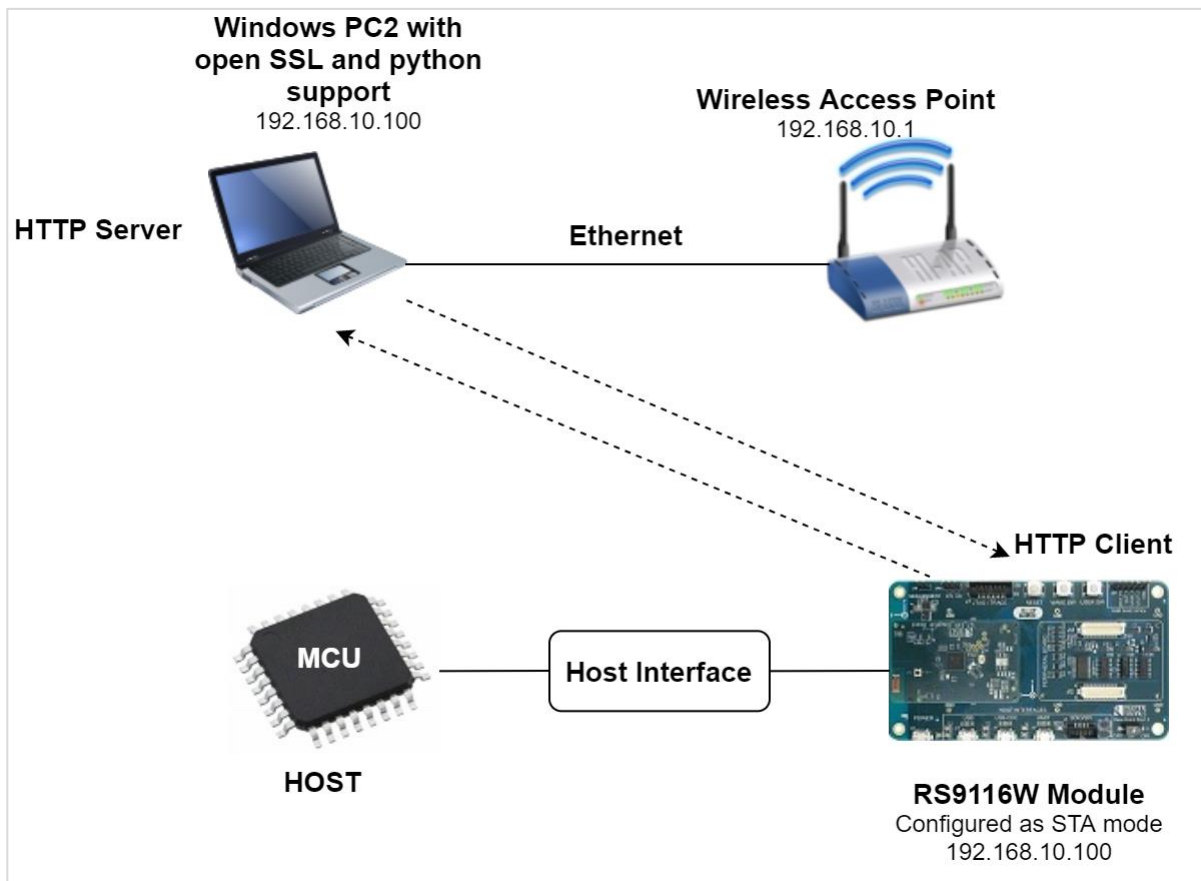 Windows PC2 with
open SSL and python
support
192.168.10.100
Wireless Access Point
192.168.10.1
HTTP Server
Ethernet
HTTP Client
MCU
Host Interface
HOST
RS9116W Module
Configured as STA mode
192.168.10.100